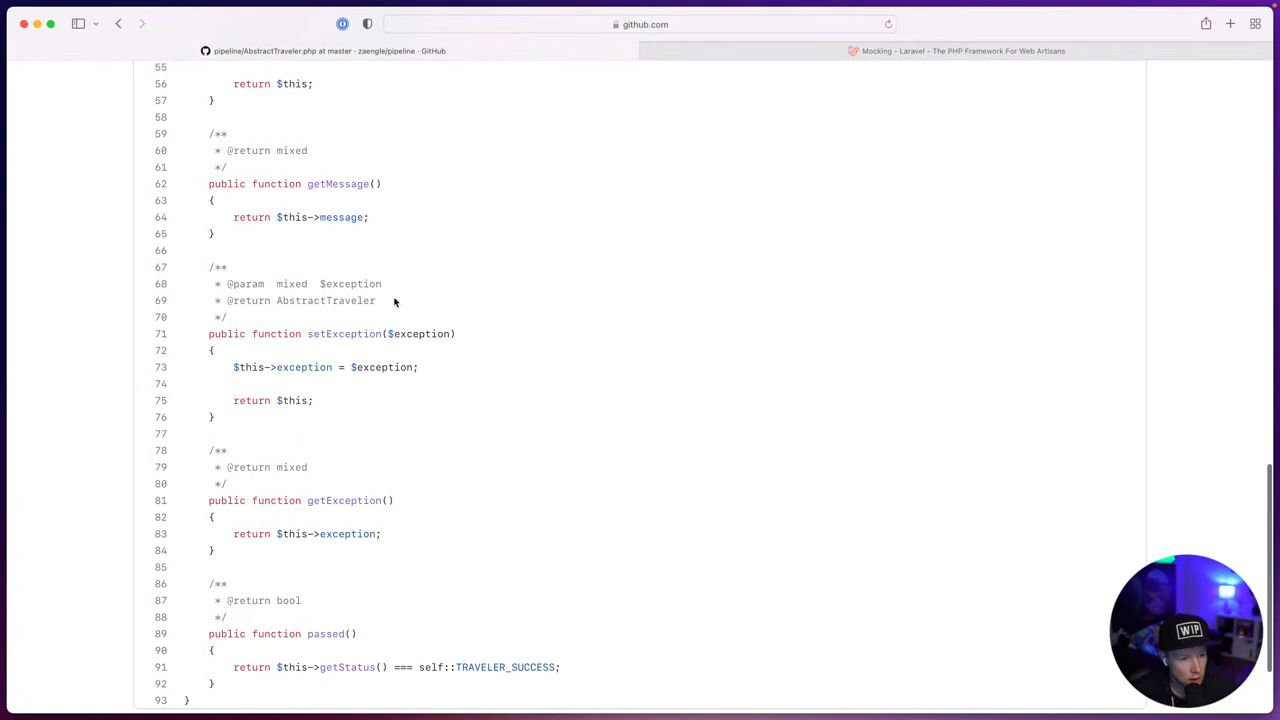 github.com
pipeline/AbstractTraveler.php at master · zaengle/pipeline · GitHub
Mocking - Laravel - The PHP Framework For Web Artisans
55
56 return $this;
57 }
58
59 /**
60 * @return mixed
61 */
62 public function getMessage()
63 {
64 return $this->message;
65 }
66
67 /**
68 * @param  mixed  $exception
69 * @return AbstractTraveler
70 */
71 public function setException($exception)
72 {
73 $this->exception = $exception;
74
75 return $this;
76 }
77
78 /**
79 * @return mixed
80 */
81 public function getException()
82 {
83 return $this->exception;
84 }
85
86 /**
87 * @return bool
88 */
89 public function passed()
90 {
91 return $this->getStatus() === self::TRAVELER_SUCCESS;
92 }
93 }
WIP